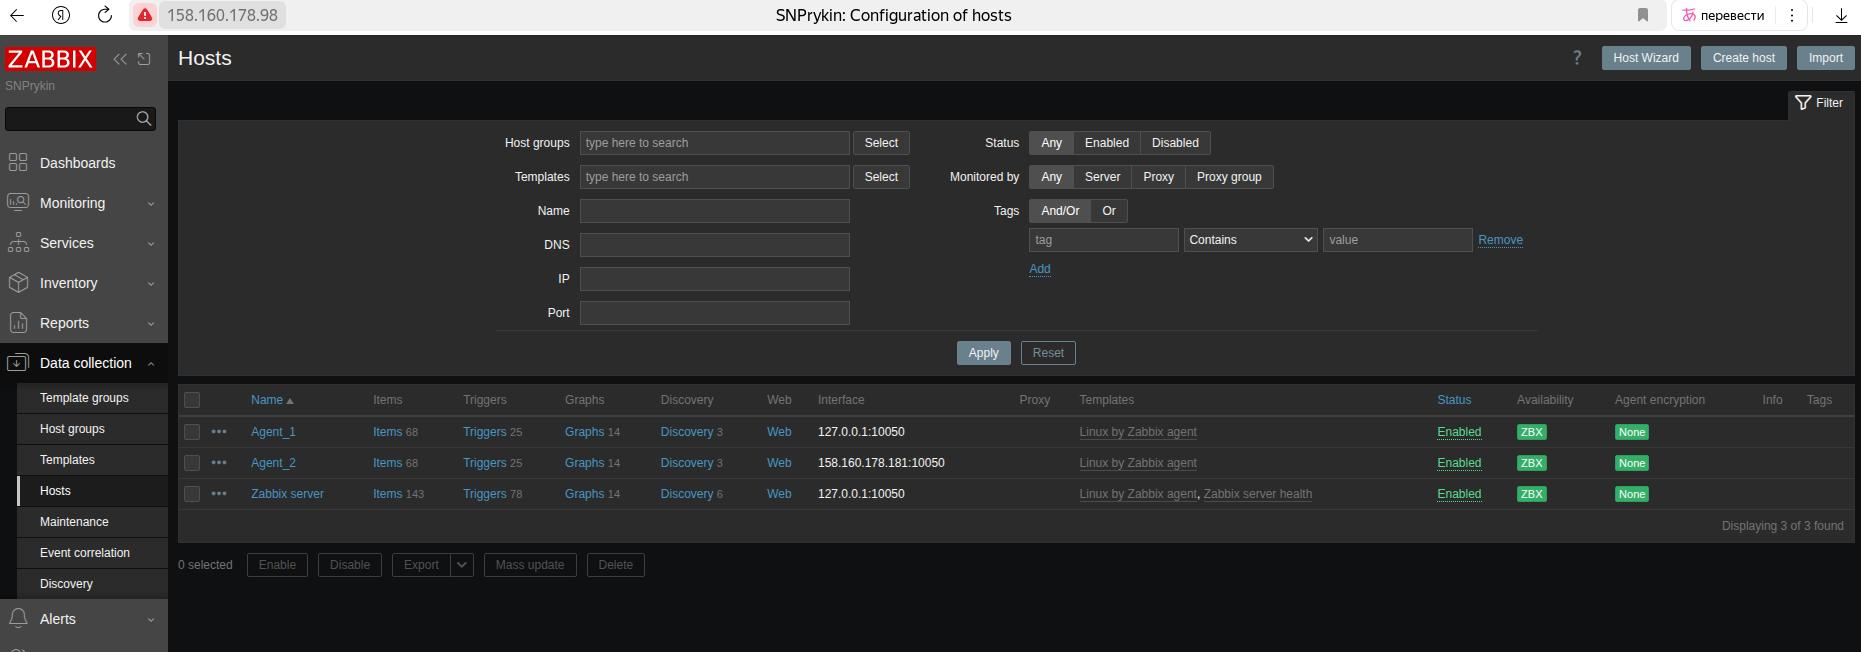 158.160.178.98 SNPrykin: Configuration of hosts перевести
ZABBIX
SNPrykin
Dashboards
Monitoring
Services
Inventory
Reports
Data collection
Template groups
Host groups
Templates
Hosts
Maintenance
Event correlation
Discovery
Alerts
Hosts ? Host Wizard Create host Import
Filter
Host groups type here to search Select
Templates type here to search Select
Name
DNS
IP
Port
Status Any Enabled Disabled
Monitored by Any Server Proxy Proxy group
Tags And/Or Or
tag Contains value Remove
Add
Apply Reset
Name Items Triggers Graphs Discovery Web Interface Proxy Templates Status Availability Agent encryption Info Tags
Agent_1 Items 68 Triggers 25 Graphs 14 Discovery 3 Web 127.0.0.1:10050 Linux by Zabbix agent Enabled ZBX None
Agent_2 Items 68 Triggers 25 Graphs 14 Discovery 3 Web 158.160.178.181:10050 Linux by Zabbix agent Enabled ZBX None
Zabbix server Items 143 Triggers 78 Graphs 14 Discovery 6 Web 127.0.0.1:10050 Linux by Zabbix agent, Zabbix server health Enabled ZBX None
Displaying 3 of 3 found
0 selected Enable Disable Export Mass update Delete